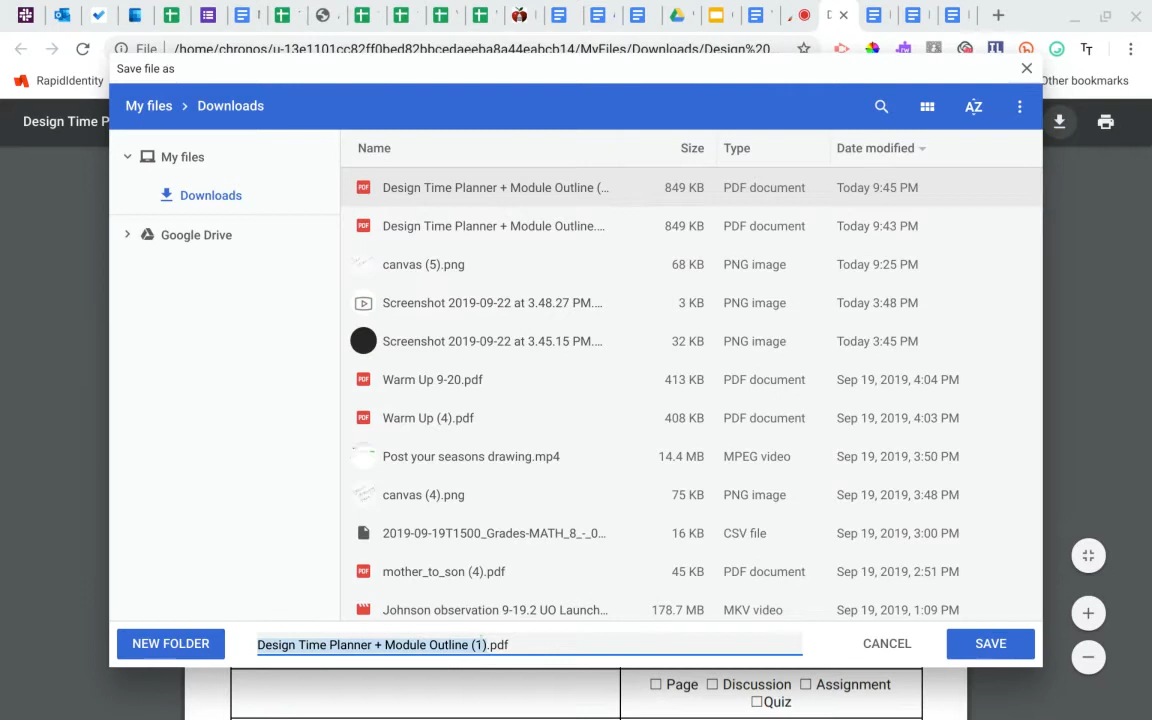 File
/home/chronos/u-13e1101cc82ff0bed82bbcedaeeba8a44eabcb14/MyFiles/Downloads/Design%20...
RapidIdentity
Other bookmarks
Save file as
My files > Downloads
AZ
Design Time P
My files
Downloads
Google Drive
Name Size Type Date modified
Design Time Planner + Module Outline (... 849 KB PDF document Today 9:45 PM
Design Time Planner + Module Outline.... 849 KB PDF document Today 9:43 PM
canvas (5).png 68 KB PNG image Today 9:25 PM
Screenshot 2019-09-22 at 3.48.27 PM.... 3 KB PNG image Today 3:48 PM
Screenshot 2019-09-22 at 3.45.15 PM.... 32 KB PNG image Today 3:45 PM
Warm Up 9-20.pdf 413 KB PDF document Sep 19, 2019, 4:04 PM
Warm Up (4).pdf 408 KB PDF document Sep 19, 2019, 4:03 PM
Post your seasons drawing.mp4 14.4 MB MPEG video Sep 19, 2019, 3:50 PM
canvas (4).png 75 KB PNG image Sep 19, 2019, 3:48 PM
2019-09-19T1500_Grades-MATH_8_-_0... 16 KB CSV file Sep 19, 2019, 3:00 PM
mother_to_son (4).pdf 45 KB PDF document Sep 19, 2019, 2:51 PM
Johnson observation 9-19.2 UO Launch... 178.7 MB MKV video Sep 19, 2019, 1:09 PM
NEW FOLDER
Design Time Planner + Module Outline (1).pdf
CANCEL
SAVE
☐ Page ☐ Discussion ☐ Assignment
☐Quiz